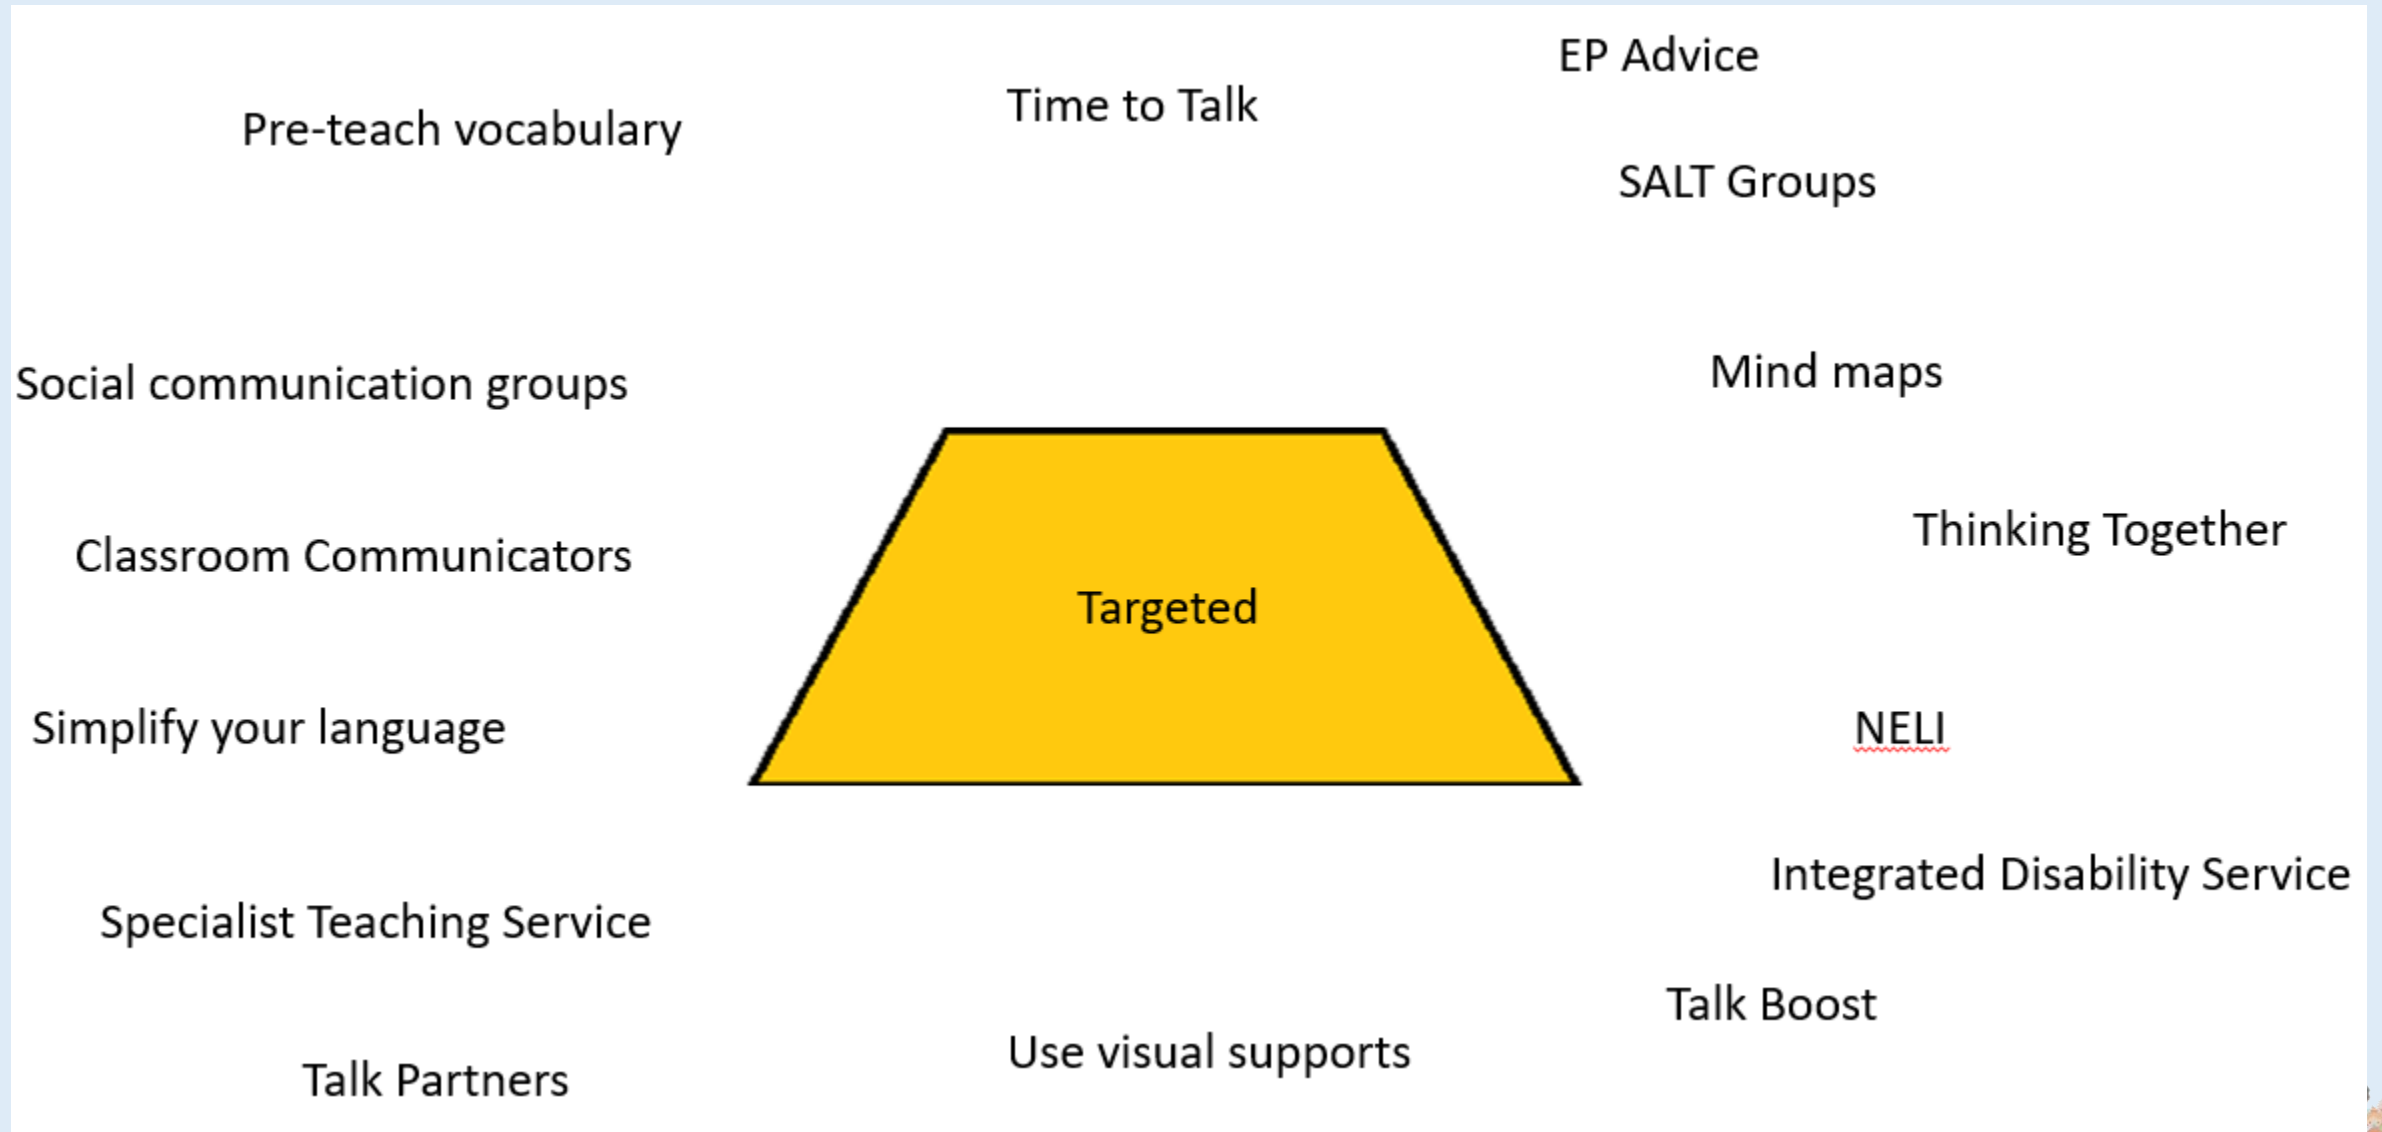 EP Advice
Time to Talk
Pre-teach vocabulary
SALT Groups
Mind maps
Social communication groups
Thinking Together
Classroom Communicators
Targeted
Simplify your language
NELI
Integrated Disability Service
Specialist Teaching Service
Talk Boost
Use visual supports
Talk Partners